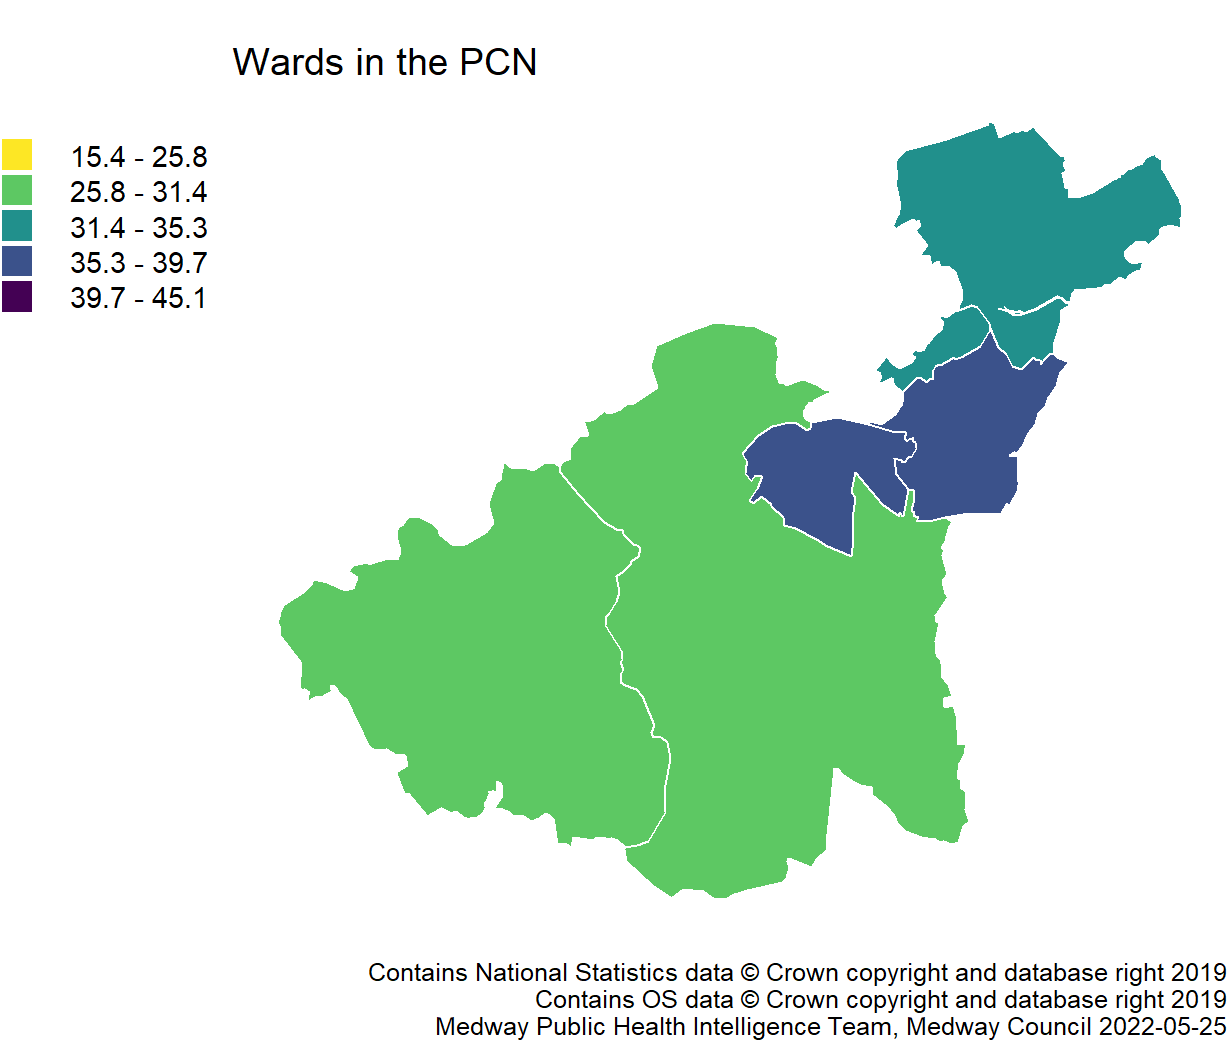 Wards in the PCN
15.4 - 25.8
25.8 - 31.4
31.4 - 35.3
35.3 - 39.7
39.7 - 45.1
Contains National Statistics data © Crown copyright and database right 2019
Contains OS data © Crown copyright and database right 2019
Medway Public Health Intelligence Team, Medway Council 2022-05-25